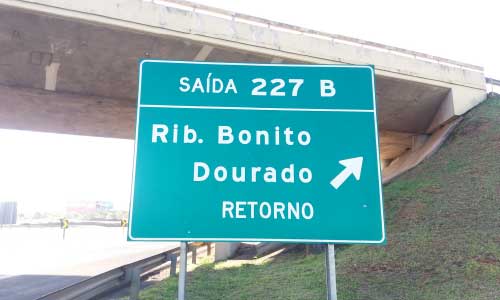 SAÍDA 227 B
Rib. Bonito
Dourado
RETORNO